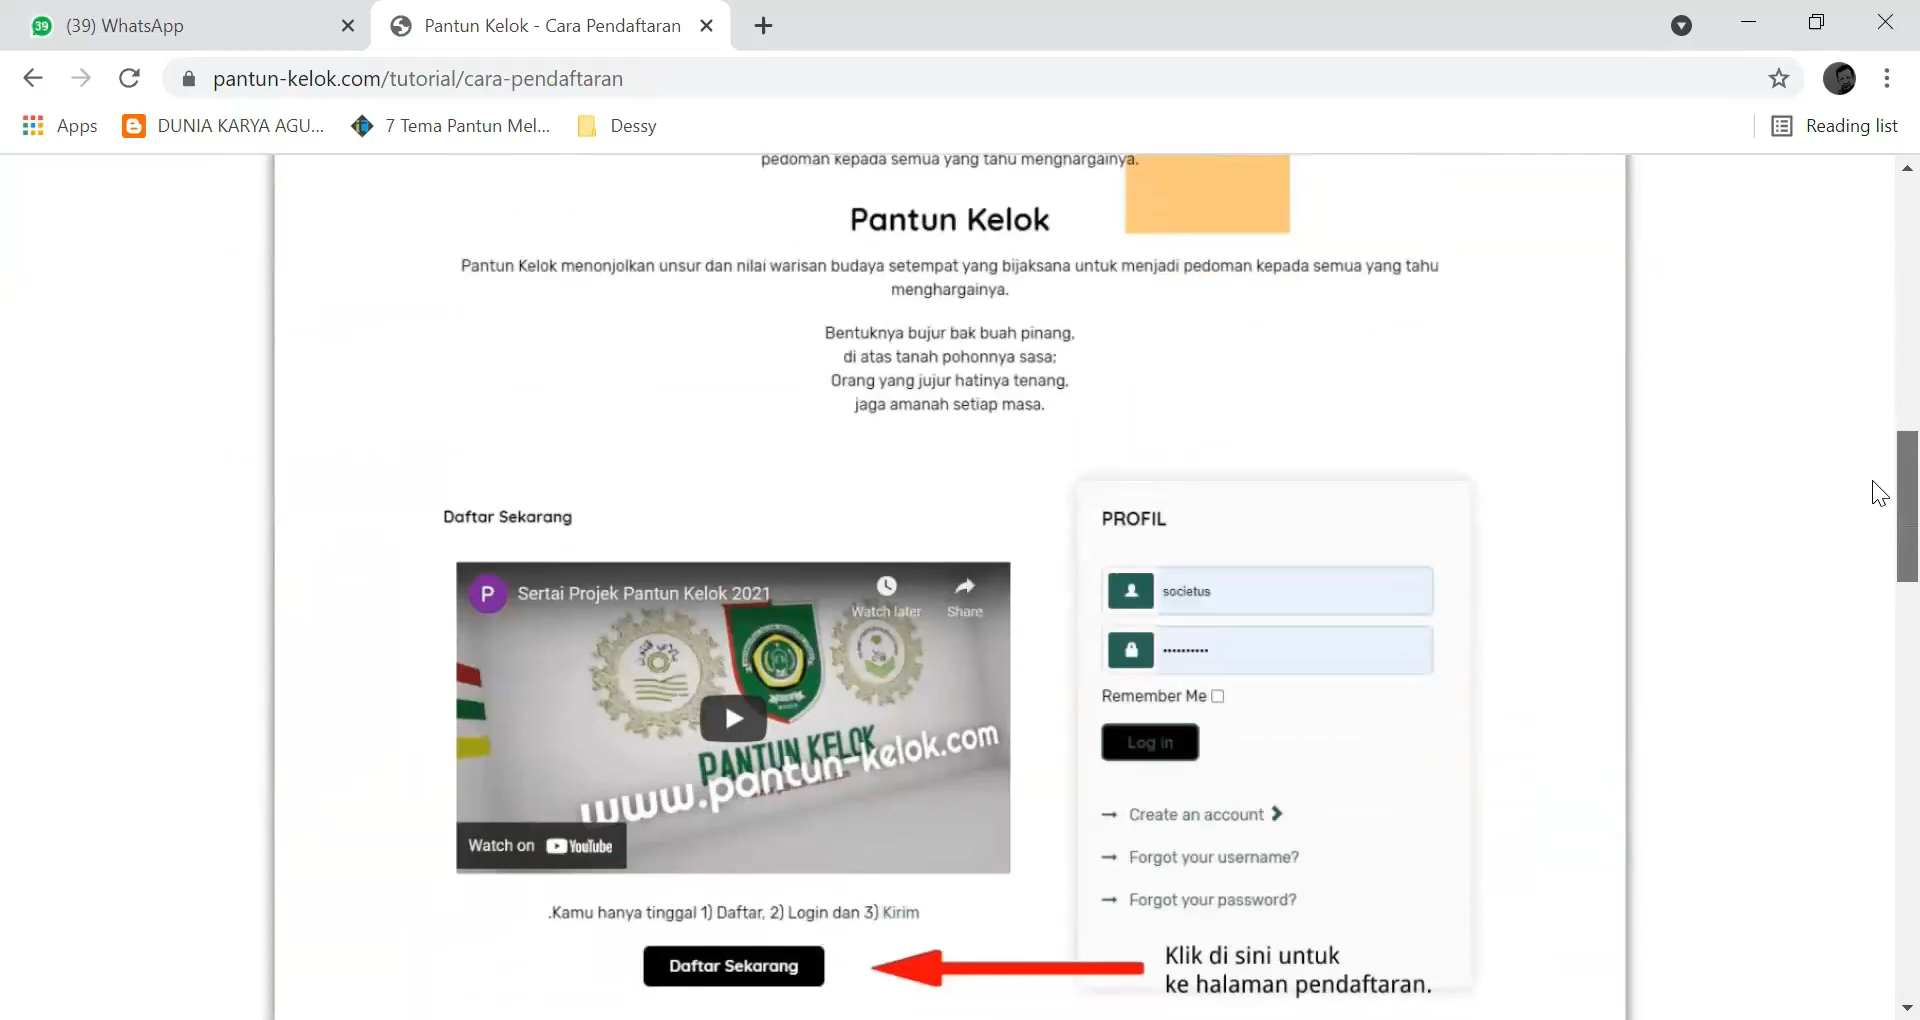 39
(39) WhatsApp
Pantun Kelok - Cara Pendaftaran
pantun-kelok.com/tutorial/cara-pendaftaran
Apps
DUNIA KARYA AGU...
7 Tema Pantun Mel...
Dessy
Reading list
pedoman kepada semua yang tahu menghargainya.
Pantun Kelok
Pantun Kelok menonjolkan unsur dan nilai warisan budaya setempat yang bijaksana untuk menjadi pedoman kepada semua yang tahu
menghargainya.
Bentuknya bujur bak buah pinang,
di atas tanah pohonnya sasa;
Orang yang jujur hatinya tenang,
jaga amanah setiap masa.
Daftar Sekarang
P
Sertai Projek Pantun Kelok 2021
Watch later
Share
PANTUN KELOK
www.pantun-kelok.com
Watch on YouTube
.Kamu hanya tinggal 1) Daftar, 2) Login dan 3) Kirim
Daftar Sekarang
PROFIL
societus
••••••••••
Remember Me
Log in
Create an account
Forgot your username?
Forgot your password?
Klik di sini untuk
ke halaman pendaftaran.